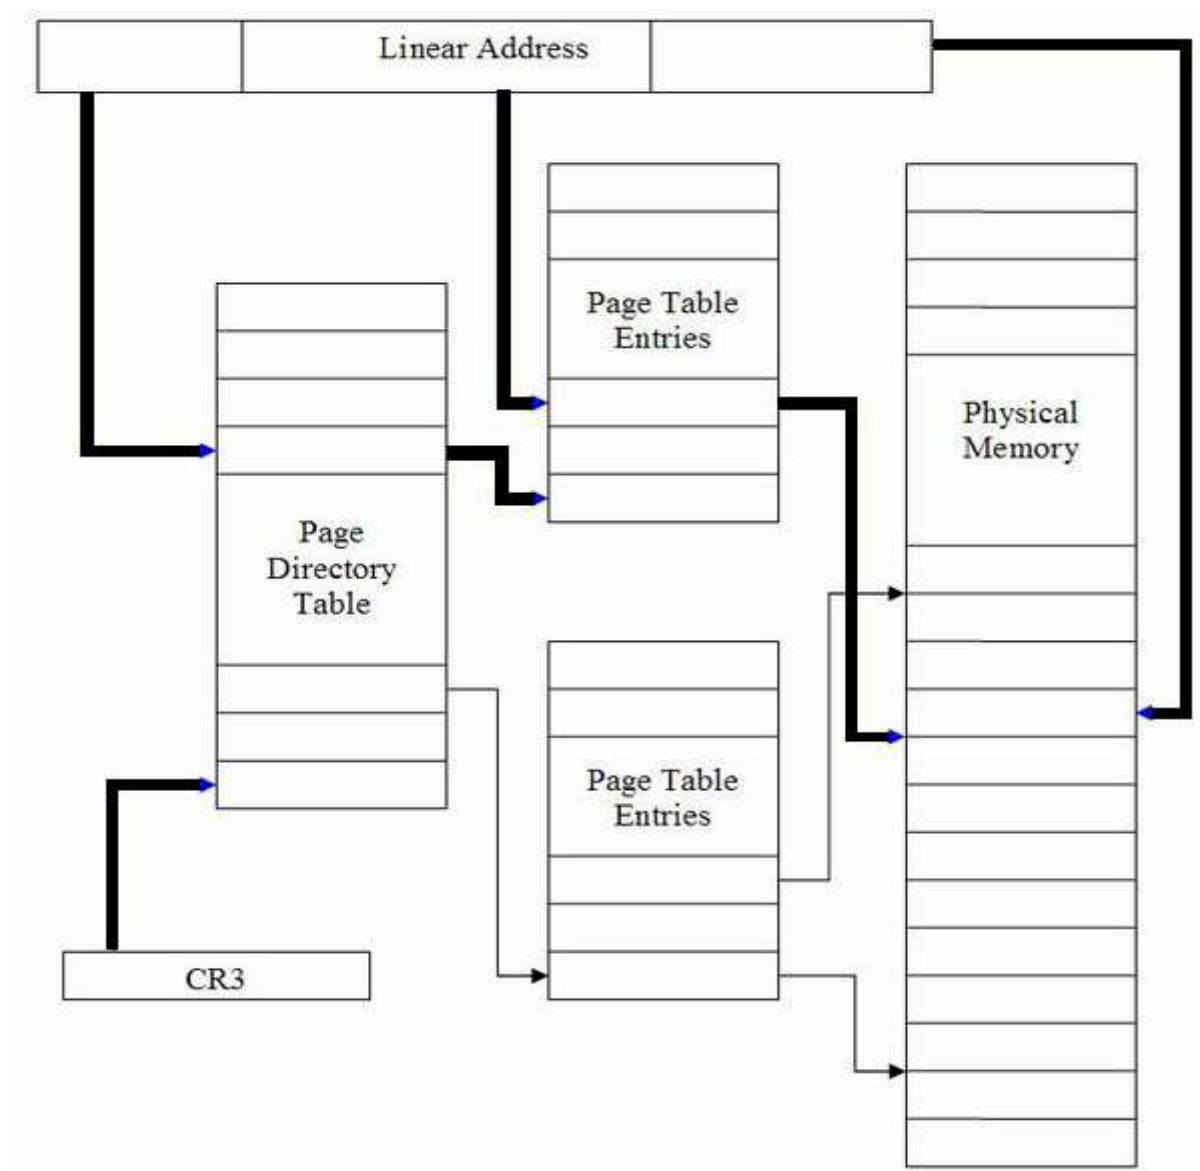 Linear Address
Page Table
Entries
Physical
Memory
Page
Directory
Table
Page Table
Entries
CR3